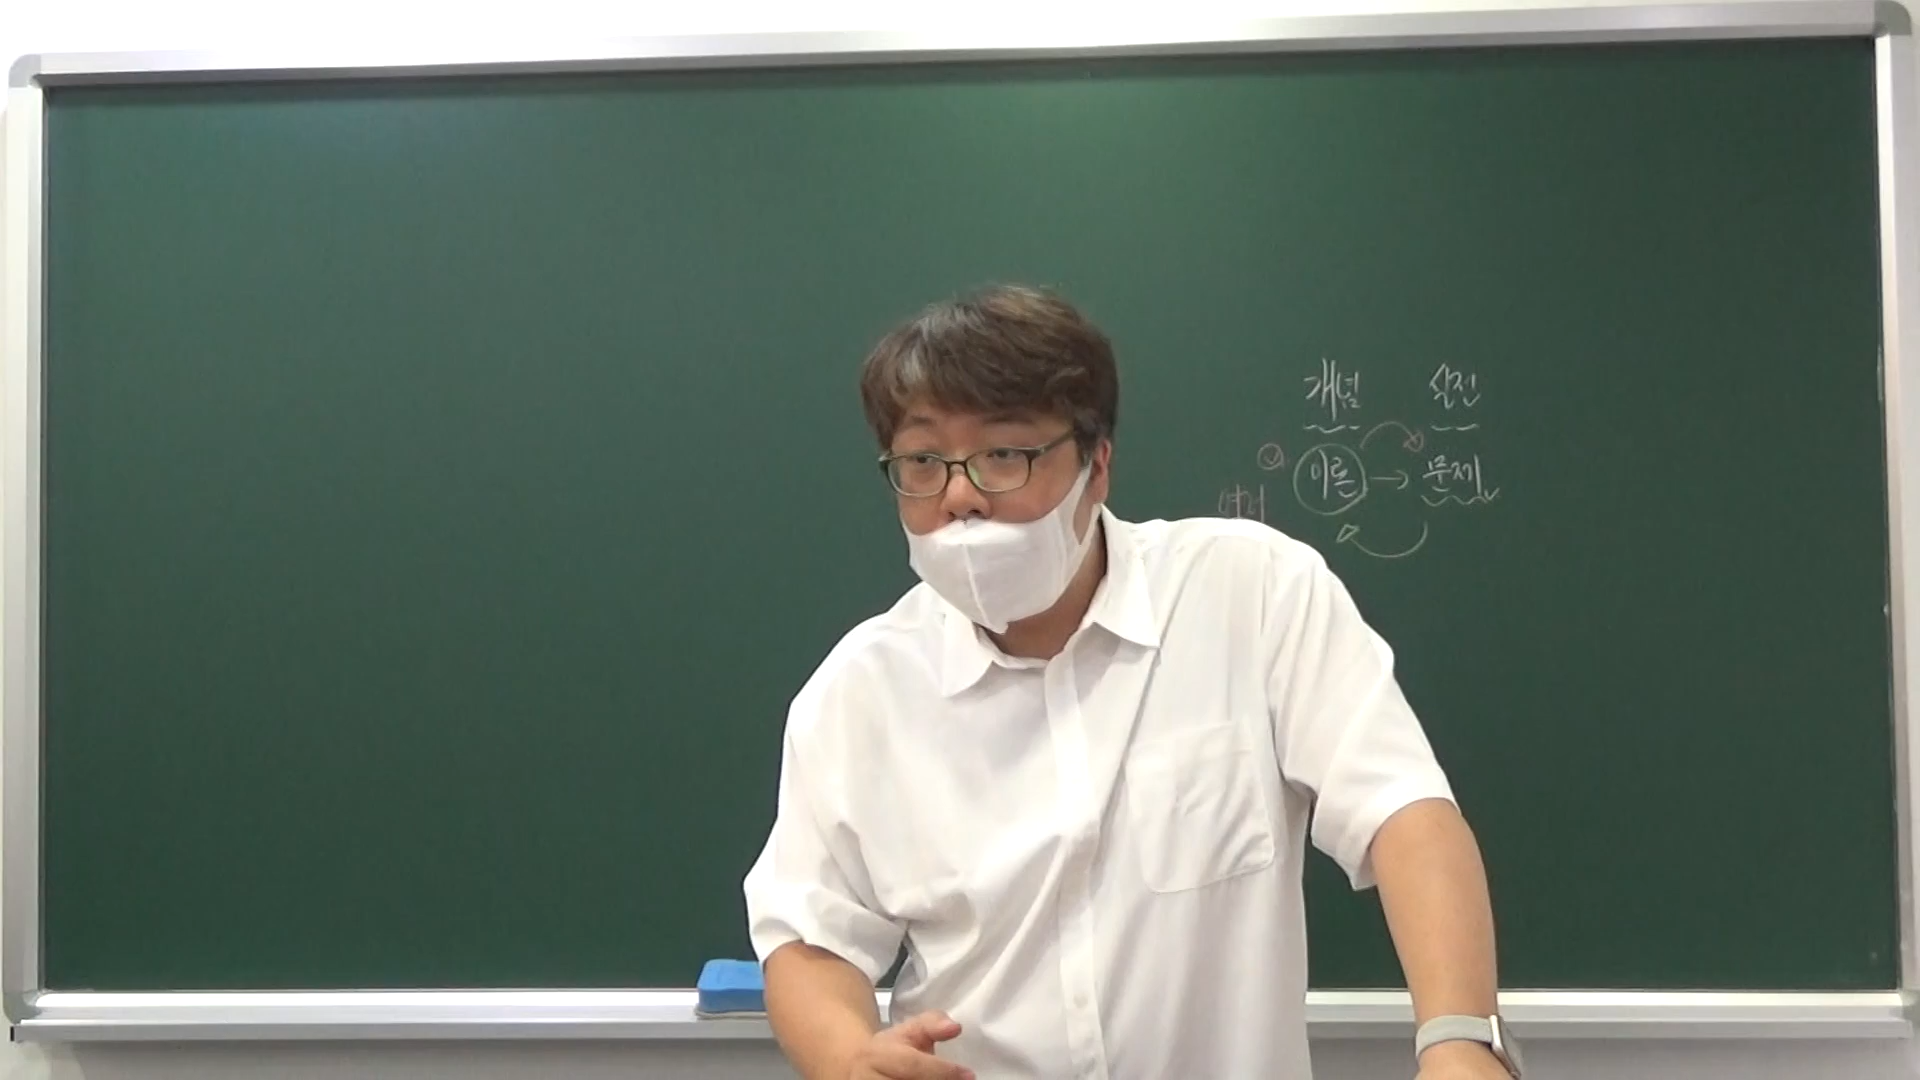 개념 실전
이론 → 문제